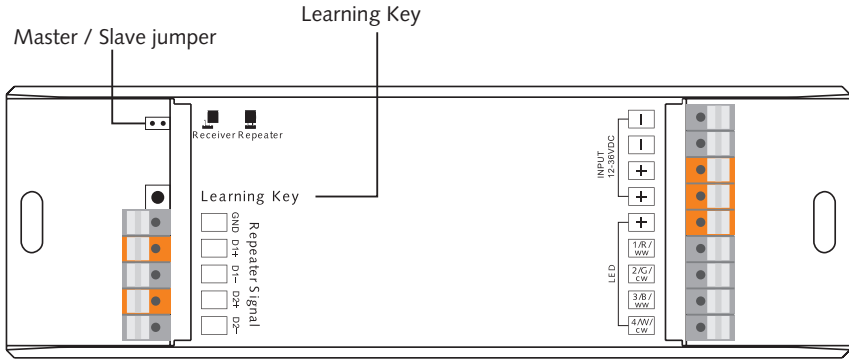 Learning Key
Master / Slave jumper
Receiver Repeater
Learning Key
GND
D1+
D1−
D2+
D2−
Repeater Signal
INPUT
12-36VDC
−
−
+
+
+
LED
1/R/
ww
2/G/
cw
3/B/
ww
4/W/
cw